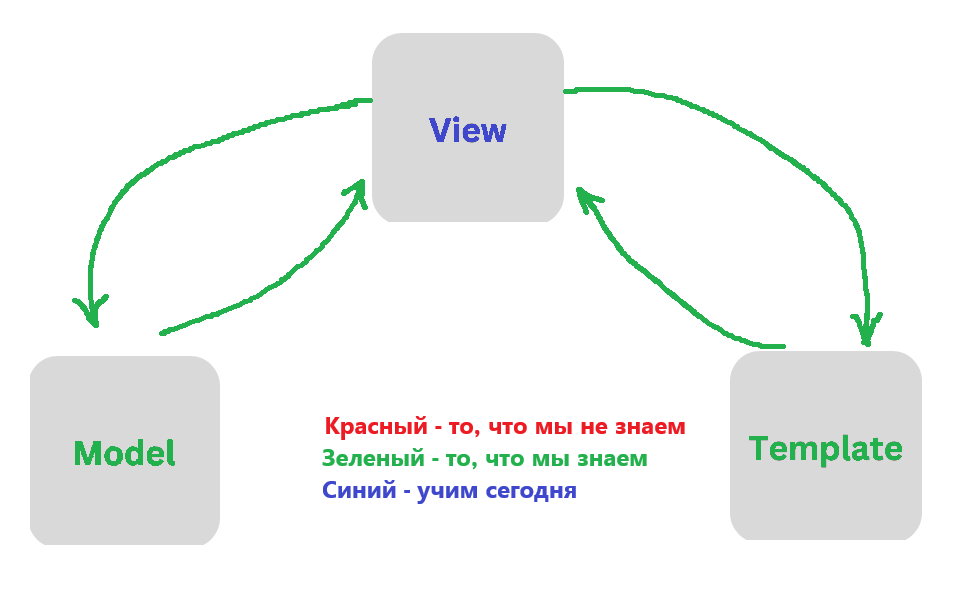 View
Model
Template
Красный - то, что мы не знаем
Зеленый - то, что мы знаем
Синий - учим сегодня